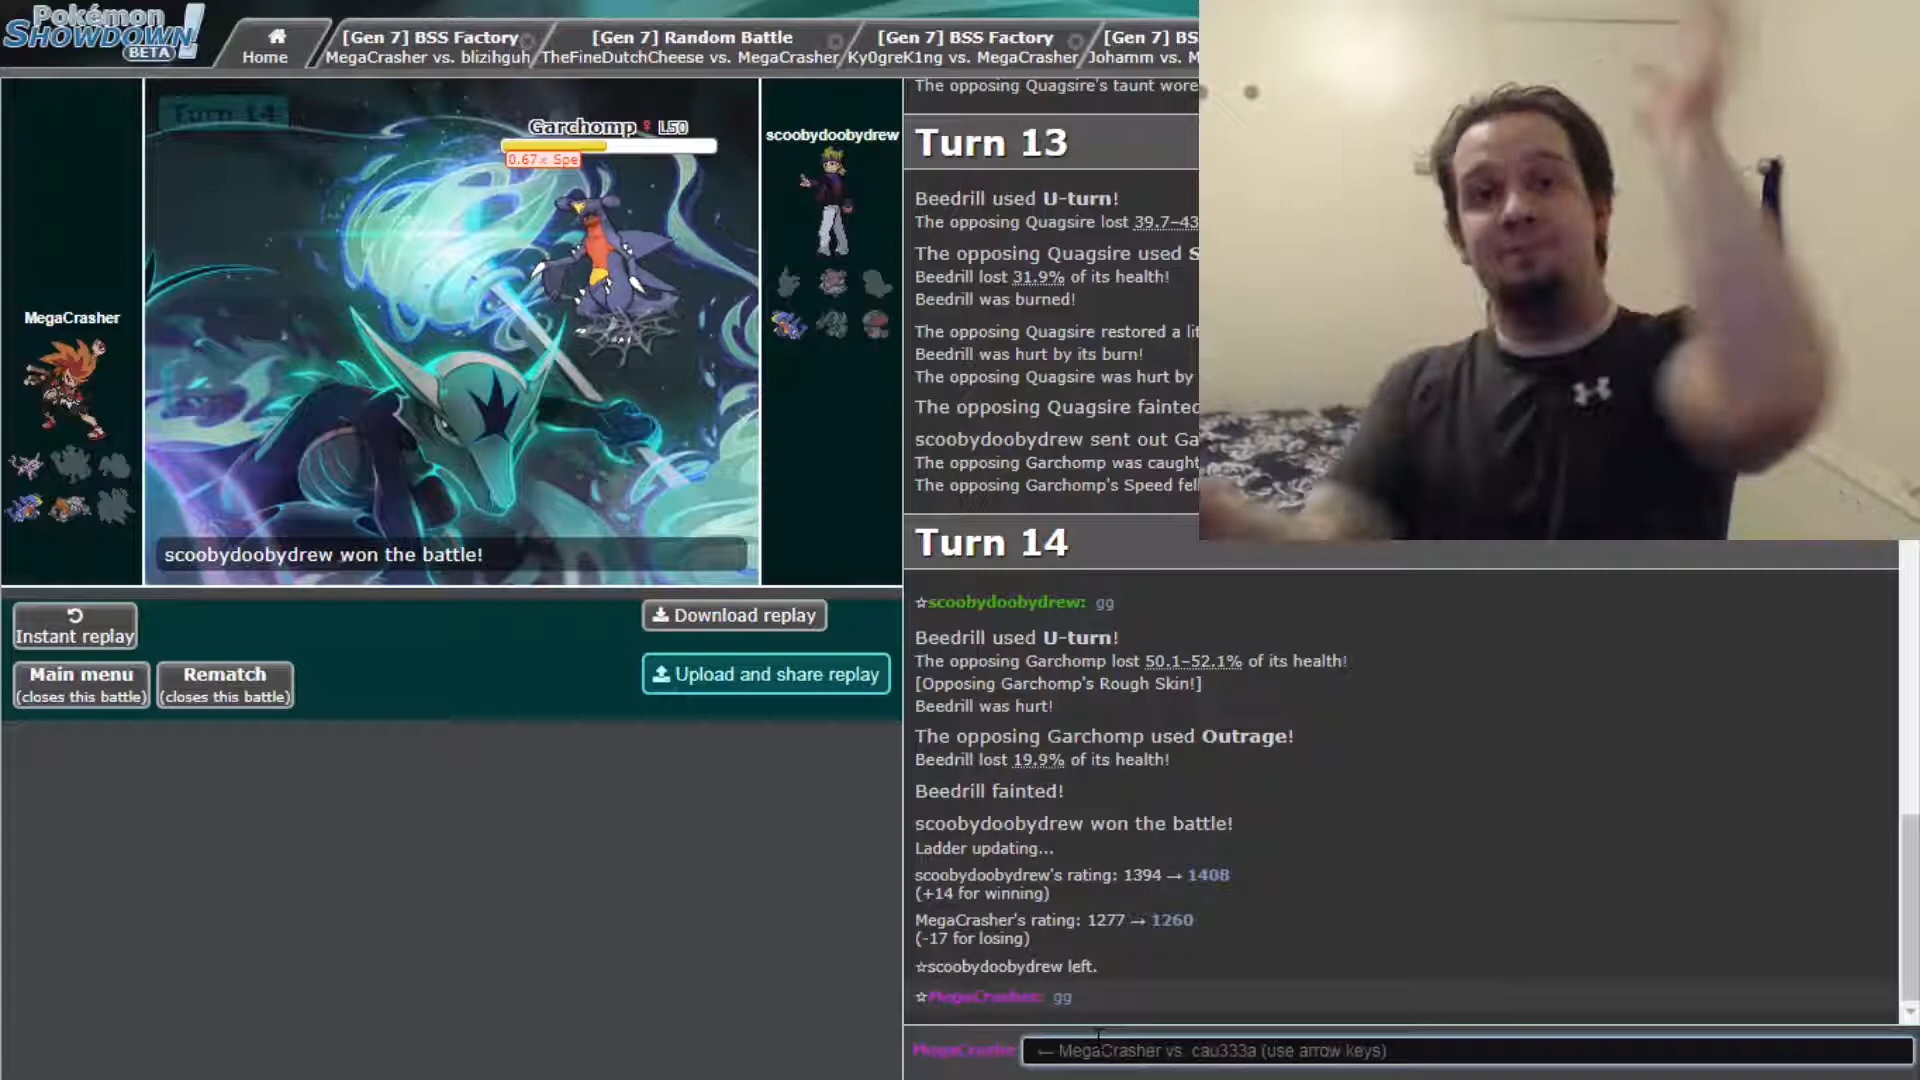 Pokémon
SHOWDOWN!
BETA
Home
[Gen 7] BSS Factory
MegaCrasher vs. blizihguh
[Gen 7] Random Battle
TheFineDutchCheese vs. MegaCrasher
[Gen 7] BSS Factory
Ky0greK1ng vs. MegaCrasher
[Gen 7] BS
Johamm vs. M
Turn 14
Garchomp ♀ L50
0.67× Spe
scoobydoobydrew
MegaCrasher
scoobydoobydrew won the battle!
Instant replay
Download replay
Main menu
(closes this battle)
Rematch
(closes this battle)
Upload and share replay
The opposing Quagsire's taunt wore
Turn 13
Beedrill used U-turn!
The opposing Quagsire lost 39.7–43
The opposing Quagsire used S
Beedrill lost 31.9% of its health!
Beedrill was burned!
The opposing Quagsire restored a lit
Beedrill was hurt by its burn!
The opposing Quagsire was hurt by
The opposing Quagsire fainted
scoobydoobydrew sent out Ga
The opposing Garchomp was caught
The opposing Garchomp's Speed fel
Turn 14
☆scoobydoobydrew: gg
Beedrill used U-turn!
The opposing Garchomp lost 50.1–52.1% of its health!
[Opposing Garchomp's Rough Skin!]
Beedrill was hurt!
The opposing Garchomp used Outrage!
Beedrill lost 19.9% of its health!
Beedrill fainted!
scoobydoobydrew won the battle!
Ladder updating...
scoobydoobydrew's rating: 1394 → 1408
(+14 for winning)
MegaCrasher's rating: 1277 → 1260
(-17 for losing)
☆scoobydoobydrew left.
☆MegaCrasher: gg
MegaCrashe
← MegaCrasher vs. cau333a (use arrow keys)